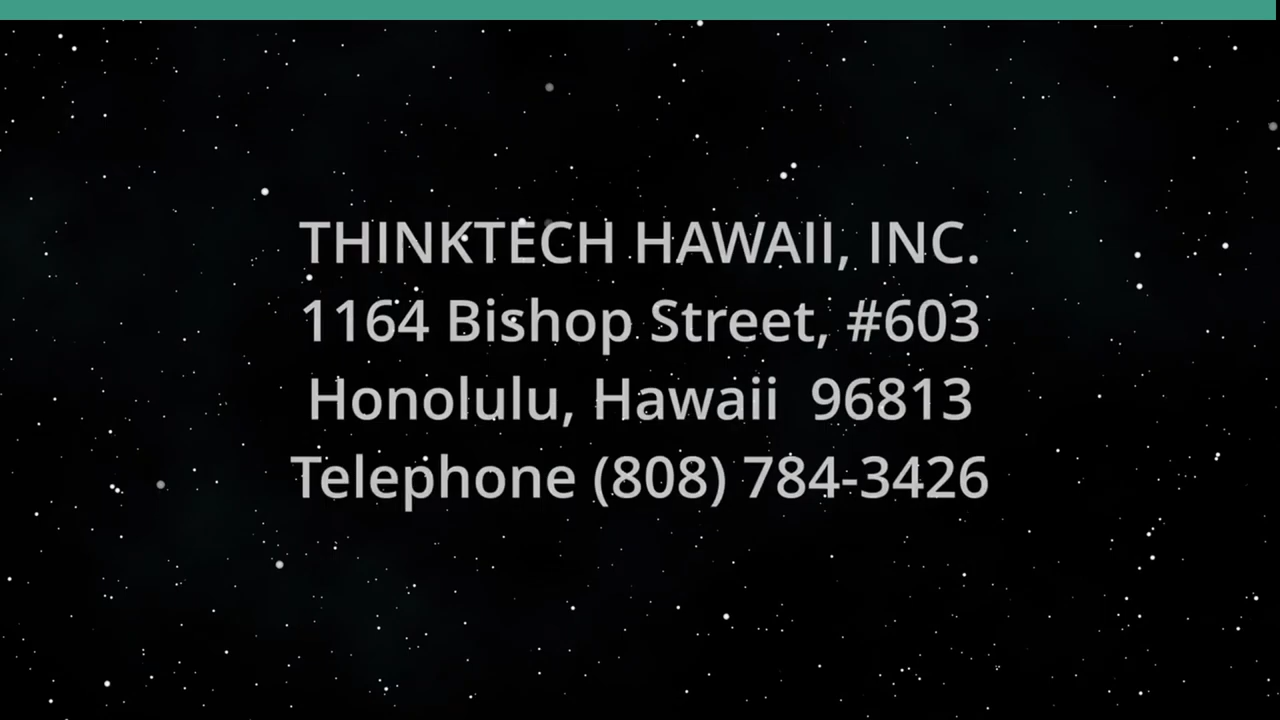 THINKTECH HAWAII, INC.
1164 Bishop Street, #603
Honolulu, Hawaii  96813
Telephone (808) 784-3426